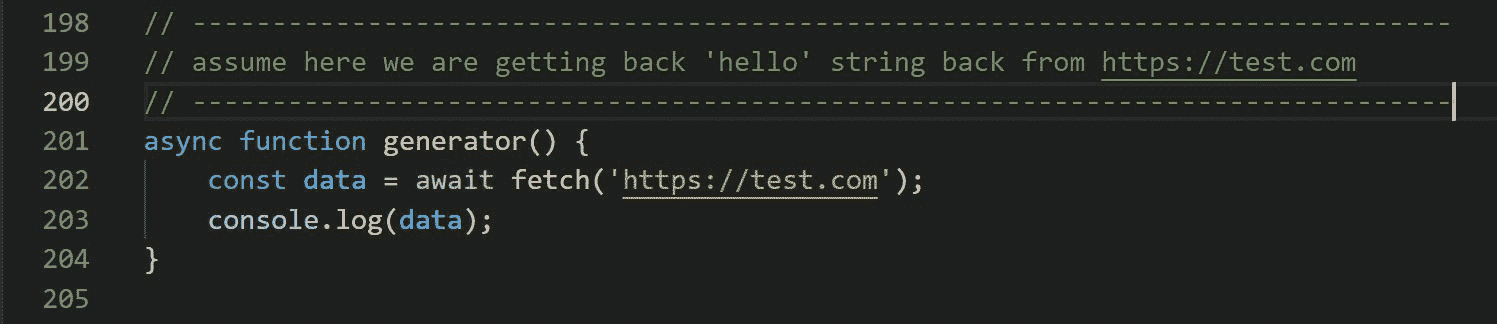 198 // -------------------------------------------------------------------------------
199 // assume here we are getting back 'hello' string back from https://test.com
200 // -------------------------------------------------------------------------------
201 async function generator() {
202     const data = await fetch('https://test.com');
203     console.log(data);
204 }
205